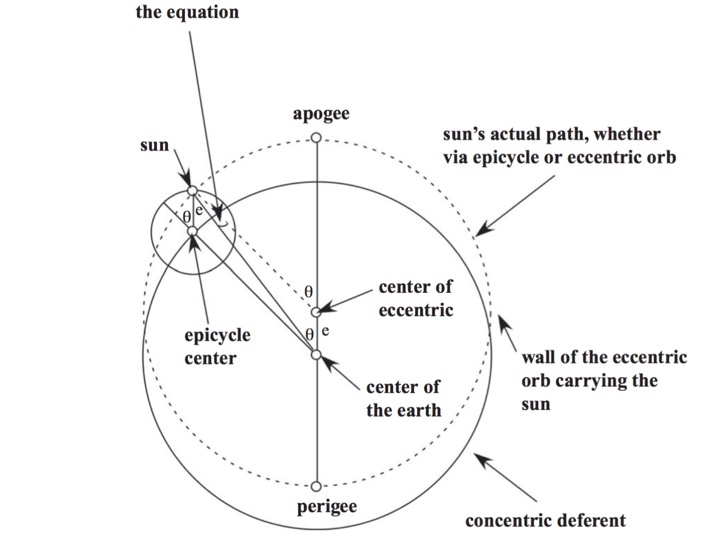 the equation
apogee
sun's actual path, whether
via epicycle or eccentric orb
sun
θ e
θ
center of
eccentric
θ e
epicycle
center
wall of the eccentric
orb carrying the
sun
center of
the earth
perigee
concentric deferent